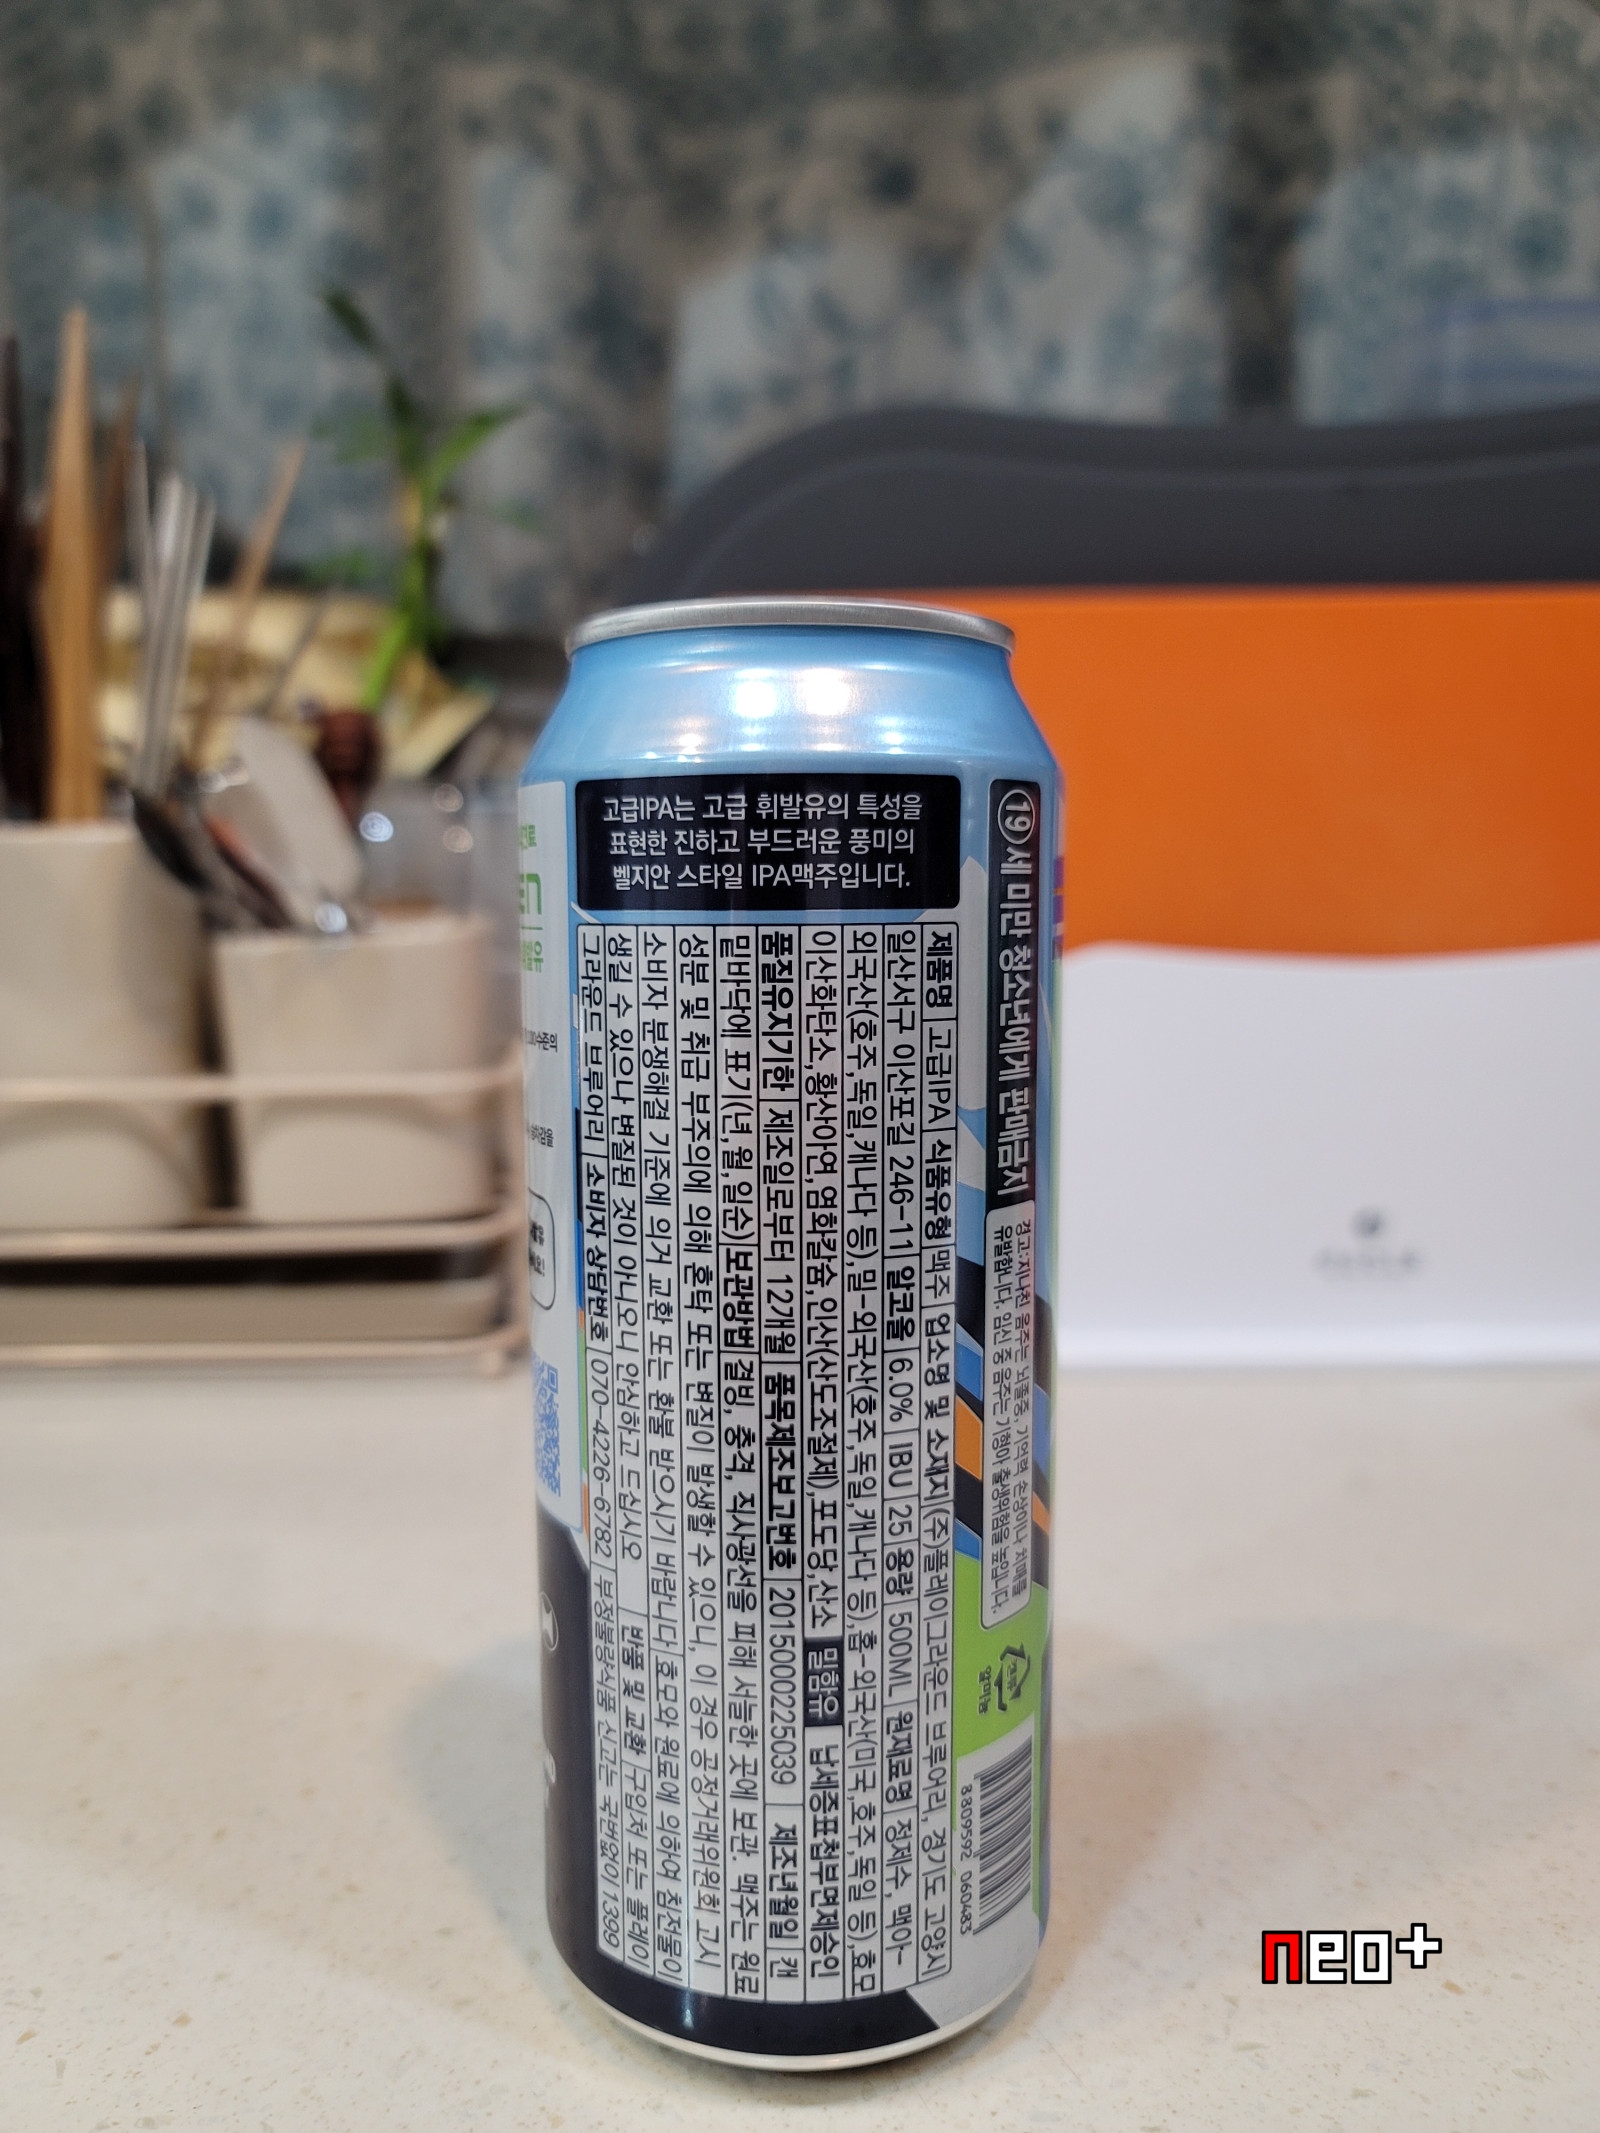 고급IPA는 고급 휘발유의 특성을
표현한 진하고 부드러운 풍미의
벨지안 스타일 IPA맥주입니다.
제품명 고급IPA 식품유형 맥주 업소명 및 소재지 (주)플레이그라운드 브루어리, 경기도 고양시
일산서구 이산포길 246-11 알코올 6.0% IBU 25 용량 500ML 원재료명 정제수, 맥아-
외국산(호주,독일,캐나다 등),밀-외국산(호주,독일,캐나다 등),홉-외국산(미국,호주,독일 등),효모
이산화탄소,황산아연,염화칼슘,인산(산도조절제),포도당,산소 밀함유 납세증표첨부면제승인
품질유지기한 제조일로부터 12개월 품목제조보고번호 2015000225039 제조년월일 캔
밑바닥에 표기(년,월,일순) 보관방법 결빙, 충격, 직사광선을 피해 서늘한 곳에 보관. 맥주는 원료
성분 및 취급 부주의에 의해 혼탁 또는 변질이 발생할 수 있으니, 이 경우 공정거래위원회 고시
소비자 분쟁해결 기준에 의거 교환 또는 환불 받으시기 바랍니다 효모와 원료에 의하여 침전물이
생길 수 있으나 변질된 것이 아니오니 안심하고 드십시오 반품 및 교환 구입처 또는 플레이
그라운드 브루어리 소비자 상담번호 070-4226-6782 부정불량식품 신고는 국번없이 1399
19세 미만 청소년에게 판매금지
경고:지나친 음주는 뇌졸중, 기억력 손상이나 치매를
유발합니다. 임신 중 음주는 기형아 출생위험을 높입니다.
캔류
알미늄
8809592 060483
수준의
neo+